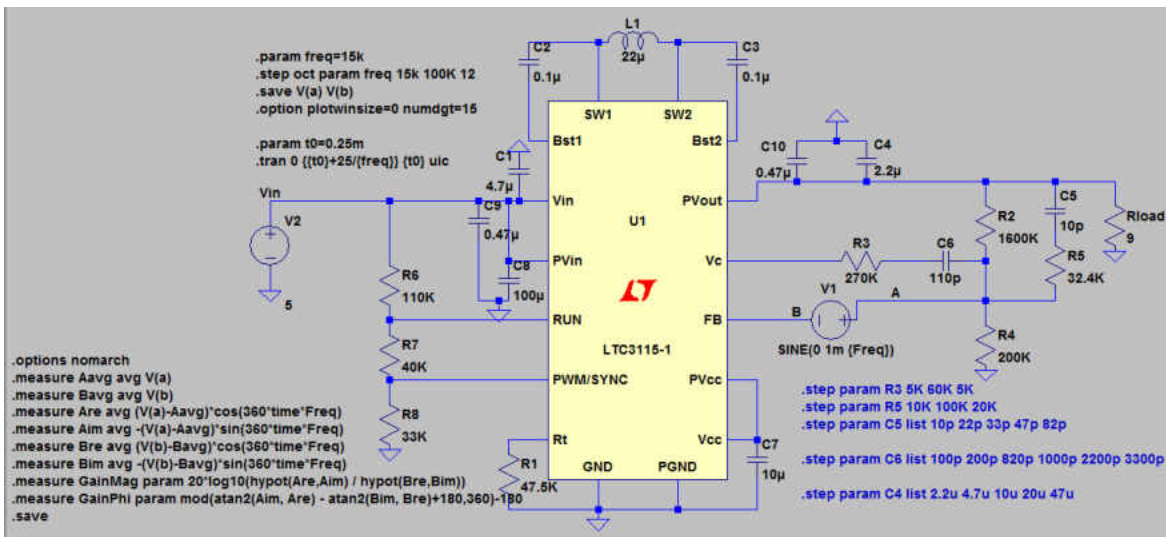 .param freq=15k
.step oct param freq 15k 100K 12
.save V(a) V(b)
.option plotwinsize=0 numdgt=15
.param t0=0.25m
.tran 0 {{t0}+25/{freq}} {t0} uic
L1
22µ
C2
0.1µ
C3
0.1µ
SW1
SW2
Bst1
Bst2
C1
4.7µ
C10
0.47µ
C4
2.2µ
Vin
V2
5
C9
0.47µ
Vin
U1
PVout
C8
100µ
PVin
Vc
R3
270K
C6
110p
R2
1600K
C5
10p
R5
32.4K
Rload
9
R6
110K
RUN
FB
B
V1
A
SINE(0 1m {Freq})
R4
200K
LTC3115-1
R7
40K
PWM/SYNC
PVcc
R8
33K
Rt
Vcc
R1
47.5K
GND
PGND
C7
10µ
.options nomarch
.measure Aavg avg V(a)
.measure Bavg avg V(b)
.measure Are avg (V(a)-Aavg)*cos(360*time*Freq)
.measure Aim avg -(V(a)-Aavg)*sin(360*time*Freq)
.measure Bre avg (V(b)-Bavg)*cos(360*time*Freq)
.measure Bim avg -(V(b)-Bavg)*sin(360*time*Freq)
.measure GainMag param 20*log10(hypot(Are,Aim) / hypot(Bre,Bim))
.measure GainPhi param mod(atan2(Aim, Are) - atan2(Bim, Bre)+180,360)-180
.save
.step param R3 5K 60K 5K
.step param R5 10K 100K 20K
.step param C5 list 10p 22p 33p 47p 82p
.step param C6 list 100p 200p 820p 1000p 2200p 3300p
.step param C4 list 2.2u 4.7u 10u 20u 47u